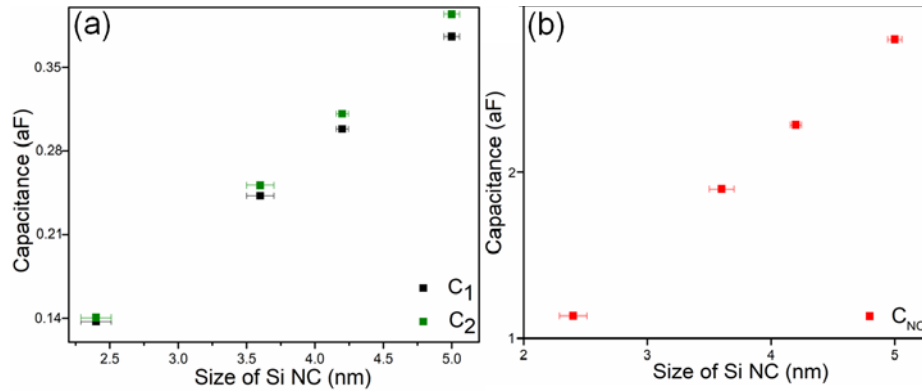 (a)
Capacitance (aF)
0.35
0.28
0.21
0.14
2.5 3.0 3.5 4.0 4.5 5.0
Size of Si NC (nm)
C1
C2
(b)
Capacitance (aF)
2
1
2 3 4 5
Size of Si NC (nm)
CNC